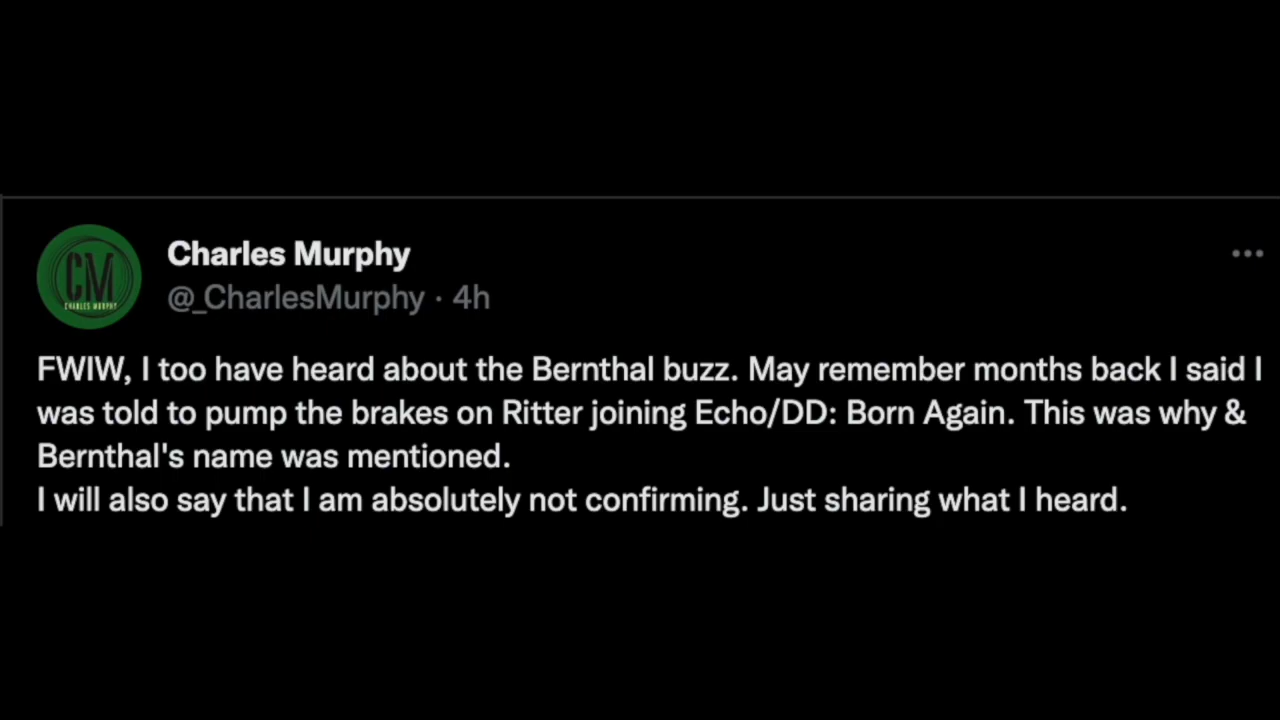 CM
CHARLES MURPHY
Charles Murphy
@_CharlesMurphy · 4h
FWIW, I too have heard about the Bernthal buzz. May remember months back I said I
was told to pump the brakes on Ritter joining Echo/DD: Born Again. This was why &
Bernthal's name was mentioned.
I will also say that I am absolutely not confirming. Just sharing what I heard.